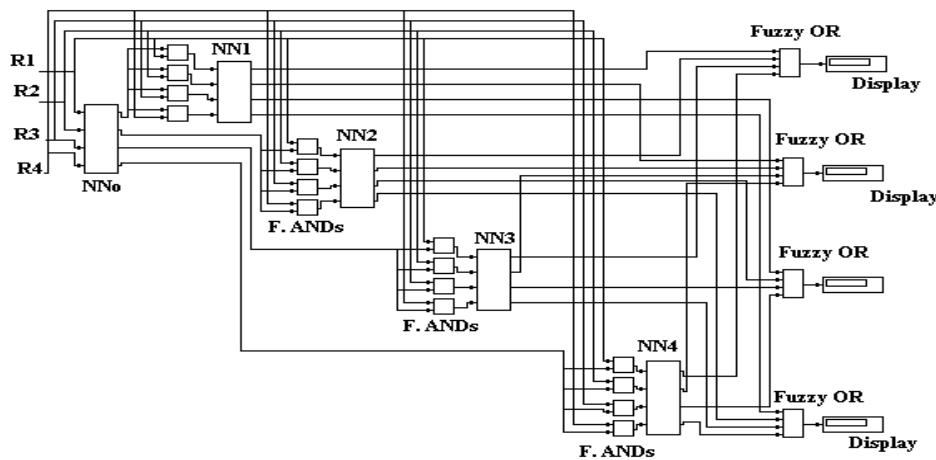 Fuzzy OR
NN1
R1
Display
R2
NN2
Fuzzy OR
R3
R4
NNo
Display
F. ANDs
NN3
Fuzzy OR
F. ANDs
NN4
Fuzzy OR
Display
F. ANDs